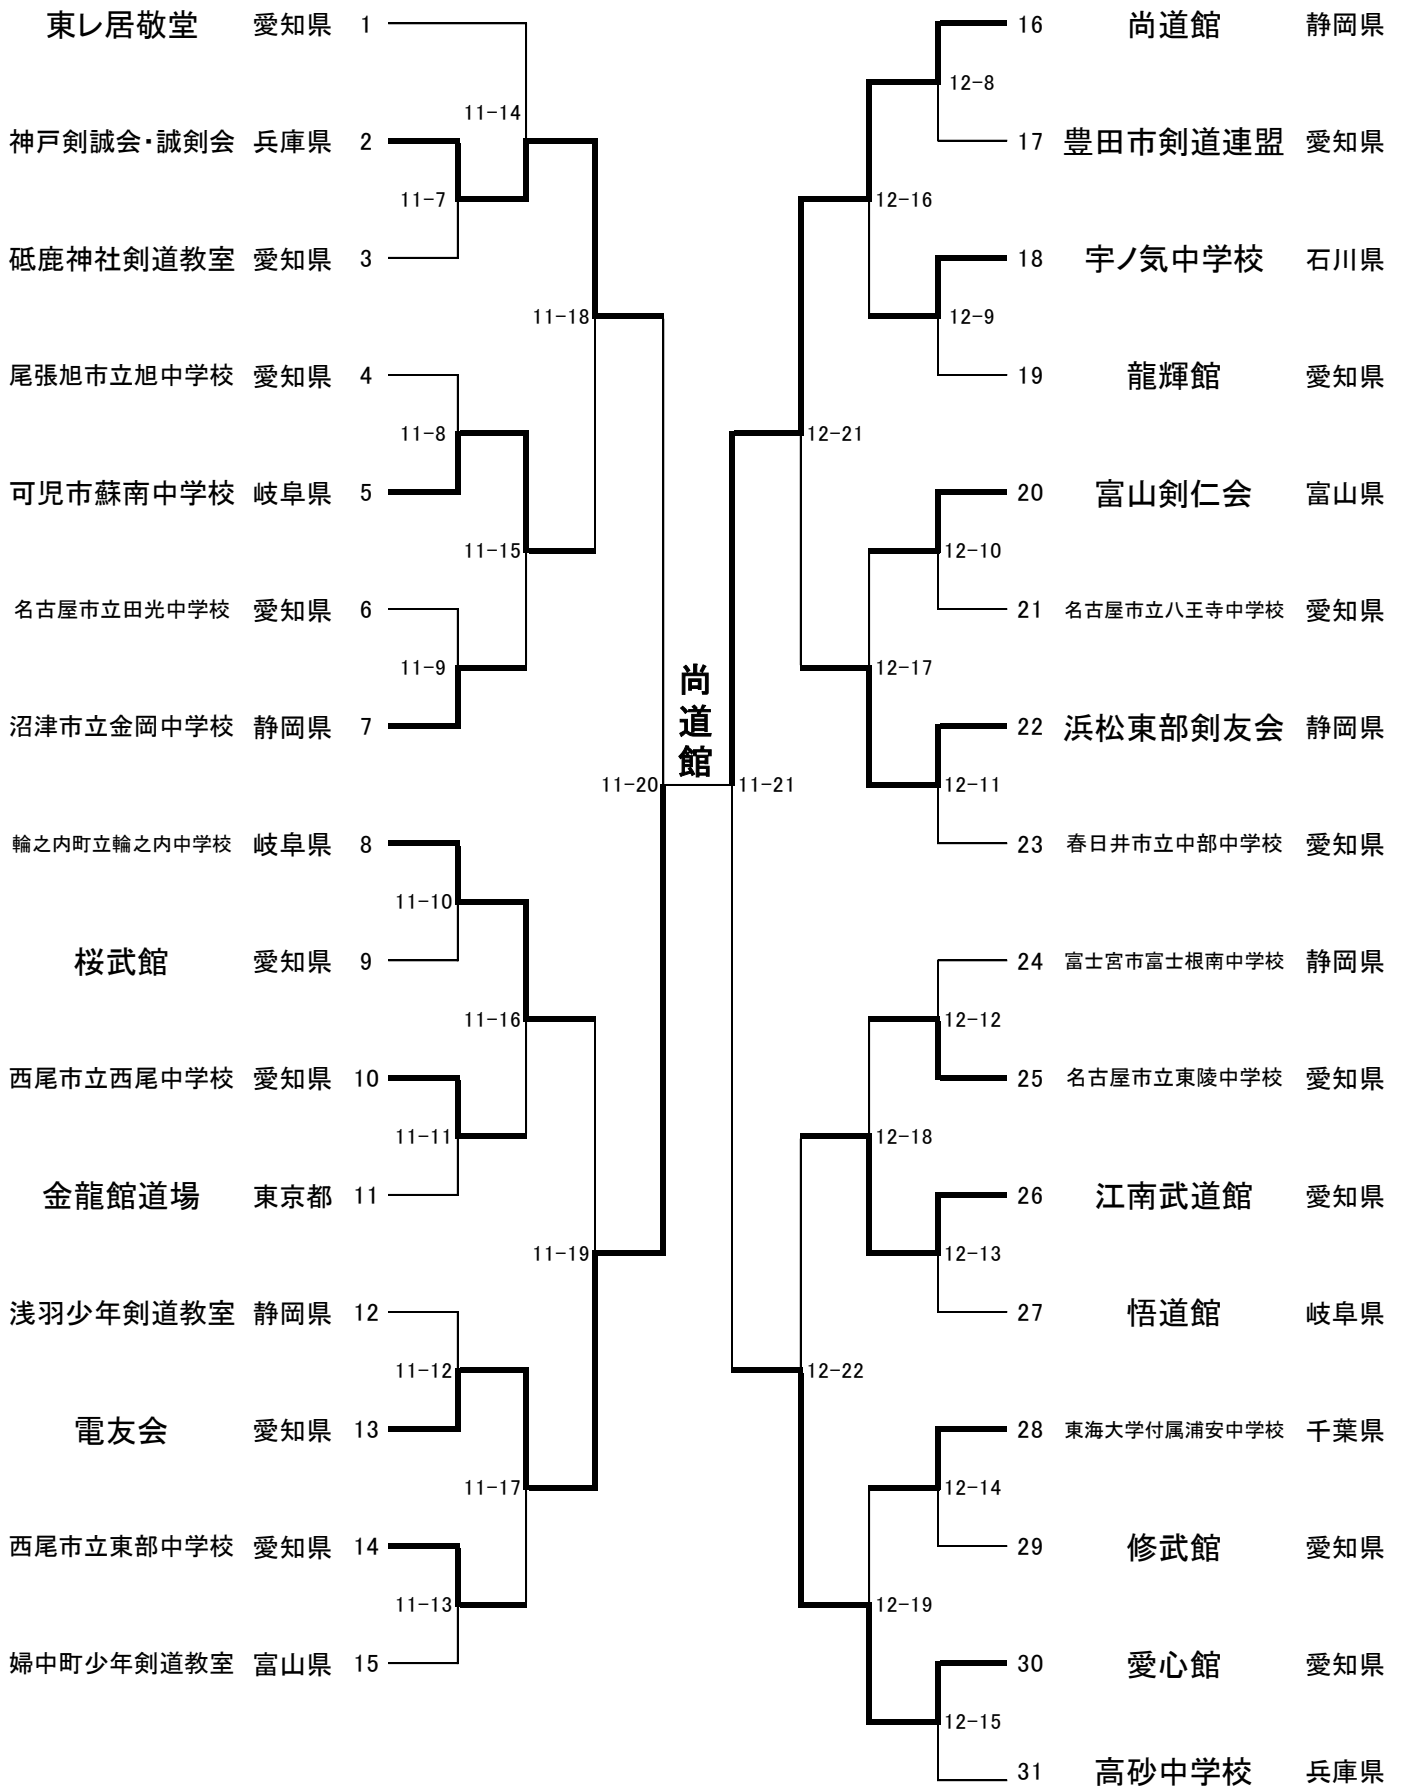 東レ居敬堂 愛知県 1
11-14
神戸剣誠会・誠剣会 兵庫県 2
11-7
砥鹿神社剣道教室 愛知県 3
11-18
尾張旭市立旭中学校 愛知県 4
11-8
可児市蘇南中学校 岐阜県 5
11-15
名古屋市立田光中学校 愛知県 6
11-9
沼津市立金岡中学校 静岡県 7
11-20
輪之内町立輪之内中学校 岐阜県 8
11-10
桜武館 愛知県 9
11-16
西尾市立西尾中学校 愛知県 10
11-11
金龍館道場 東京都 11
11-19
浅羽少年剣道教室 静岡県 12
11-12
電友会 愛知県 13
11-17
西尾市立東部中学校 愛知県 14
11-13
婦中町少年剣道教室 富山県 15
尚道館
11-21
16 尚道館 静岡県
12-8
17 豊田市剣道連盟 愛知県
12-16
18 宇ノ気中学校 石川県
12-9
19 龍輝館 愛知県
12-21
20 富山剣仁会 富山県
12-10
21 名古屋市立八王寺中学校 愛知県
12-17
22 浜松東部剣友会 静岡県
12-11
23 春日井市立中部中学校 愛知県
24 富士宮市富士根南中学校 静岡県
12-12
25 名古屋市立東陵中学校 愛知県
12-18
26 江南武道館 愛知県
12-13
27 悟道館 岐阜県
12-22
28 東海大学付属浦安中学校 千葉県
12-14
29 修武館 愛知県
12-19
30 愛心館 愛知県
12-15
31 高砂中学校 兵庫県